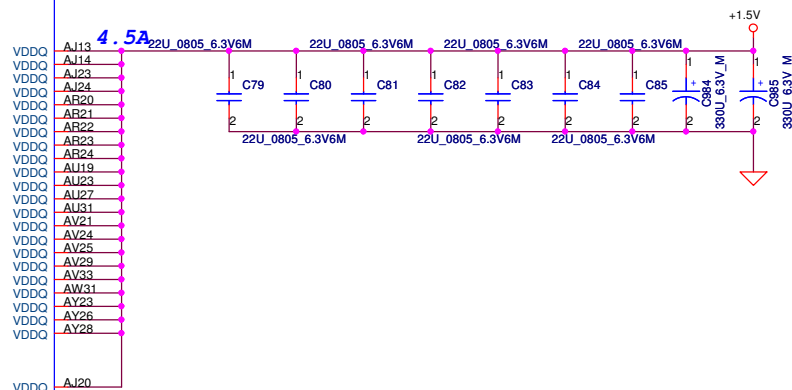 +1.5V
4.5A
22U_0805_6.3V6M 22U_0805_6.3V6M 22U_0805_6.3V6M 22U_0805_6.3V6M
1 1 1 1 1 1 1 1 1
C79 C80 C81 C82 C83 C84 C85 C984 330U_6.3V_M C985 330U_6.3V_M
+ +
2 2 2 2 2 2 2 2 2
22U_0805_6.3V6M 22U_0805_6.3V6M 22U_0805_6.3V6M
VDDQ AJ13
VDDQ AJ14
VDDQ AJ23
VDDQ AJ24
VDDQ AR20
VDDQ AR21
VDDQ AR22
VDDQ AR23
VDDQ AR24
VDDQ AU19
VDDQ AU23
VDDQ AU27
VDDQ AU31
VDDQ AV21
VDDQ AV24
VDDQ AV25
VDDQ AV29
VDDQ AV33
VDDQ AW31
VDDQ AY23
VDDQ AY26
VDDQ AY28
VDDQ AJ20